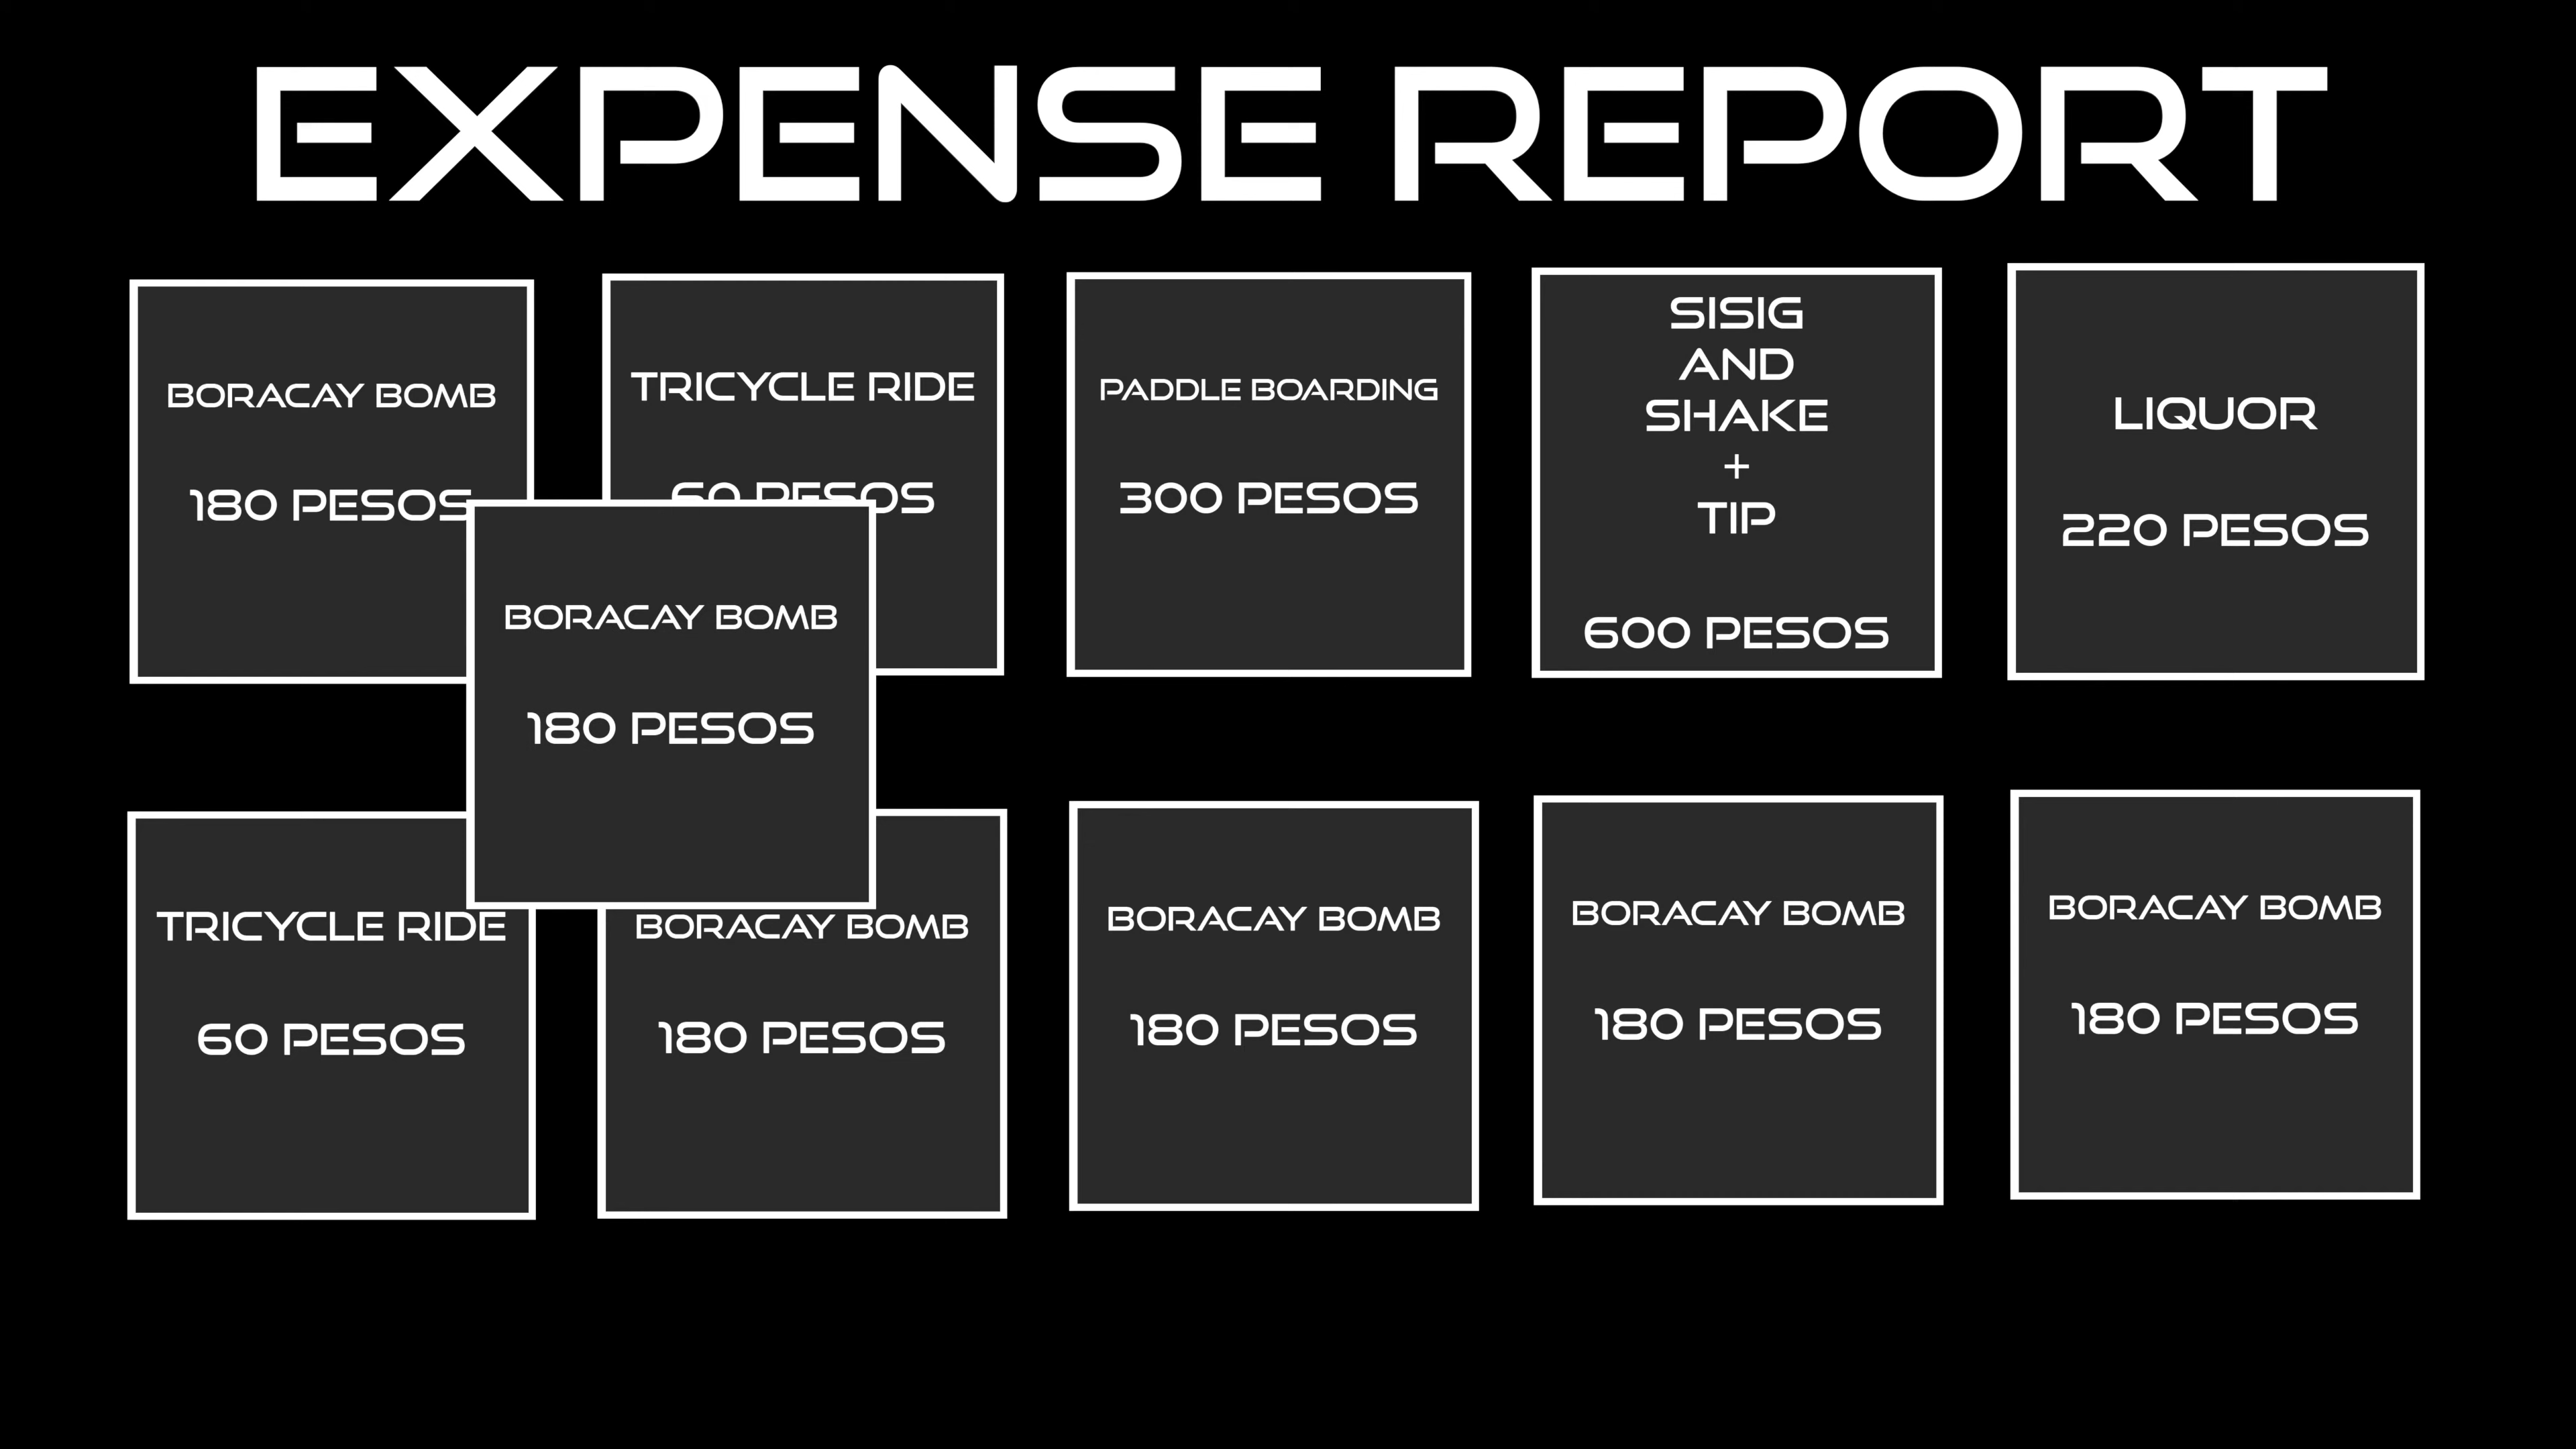 EXPENSE REPORT
BORACAY BOMB
180 PESOS
TRICYCLE RIDE
60 PESOS
PADDLE BOARDING
300 PESOS
SISIG
AND
SHAKE
+
TIP
600 PESOS
LIQUOR
220 PESOS
BORACAY BOMB
180 PESOS
TRICYCLE RIDE
60 PESOS
BORACAY BOMB
180 PESOS
BORACAY BOMB
180 PESOS
BORACAY BOMB
180 PESOS
BORACAY BOMB
180 PESOS